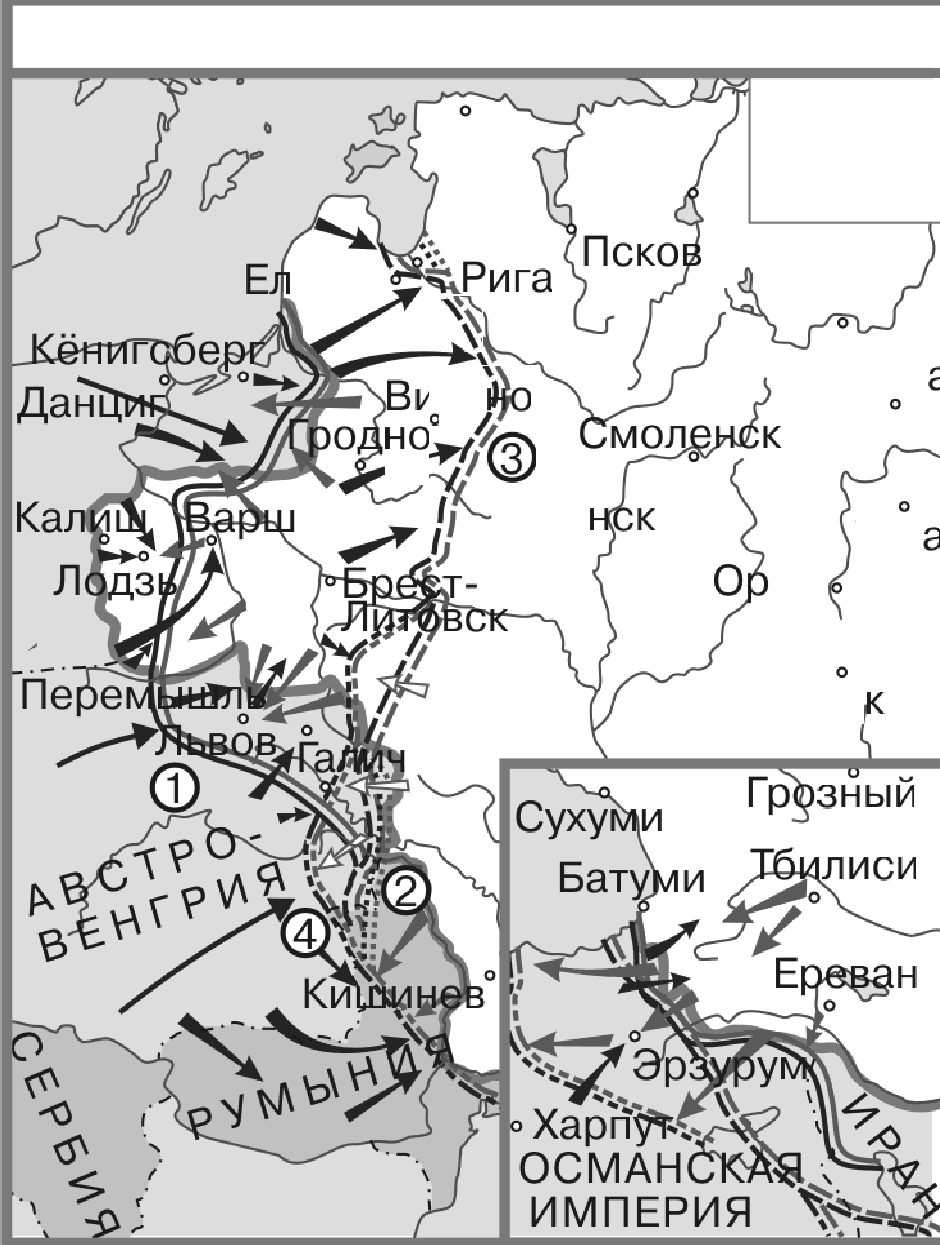 Псков
Ел
Рига
Кёнигсберг
Данциг
Ви
но
а
Гродно
Смоленск
③
Калиш
Варш
нск
а
Лодзь
Брест-
Литовск
Ор
Перемышль
к
Львов
Галич
①
Грозный
Сухуми
Тбилиси
Батуми
АВСТРО-
ВЕНГРИЯ
②
④
Ереван
Кишинев
СЕРБИЯ
РУМЫНИЯ
Эрзурум
Харпут
ИРАН
ОСМАНСКАЯ
ИМПЕРИЯ